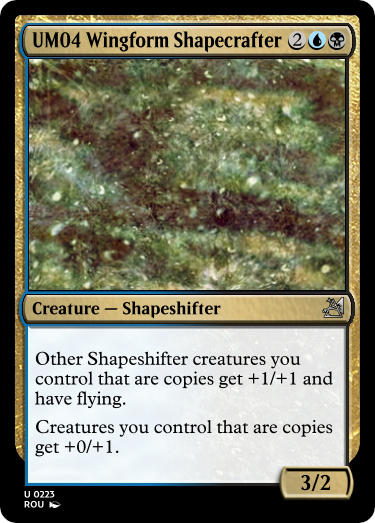 UM04 Wingform Shapecrafter 2
Creature — Shapeshifter
Other Shapeshifter creatures you
control that are copies get +1/+1 and
have flying.
Creatures you control that are copies
get +0/+1.
3/2
U 0223
ROU